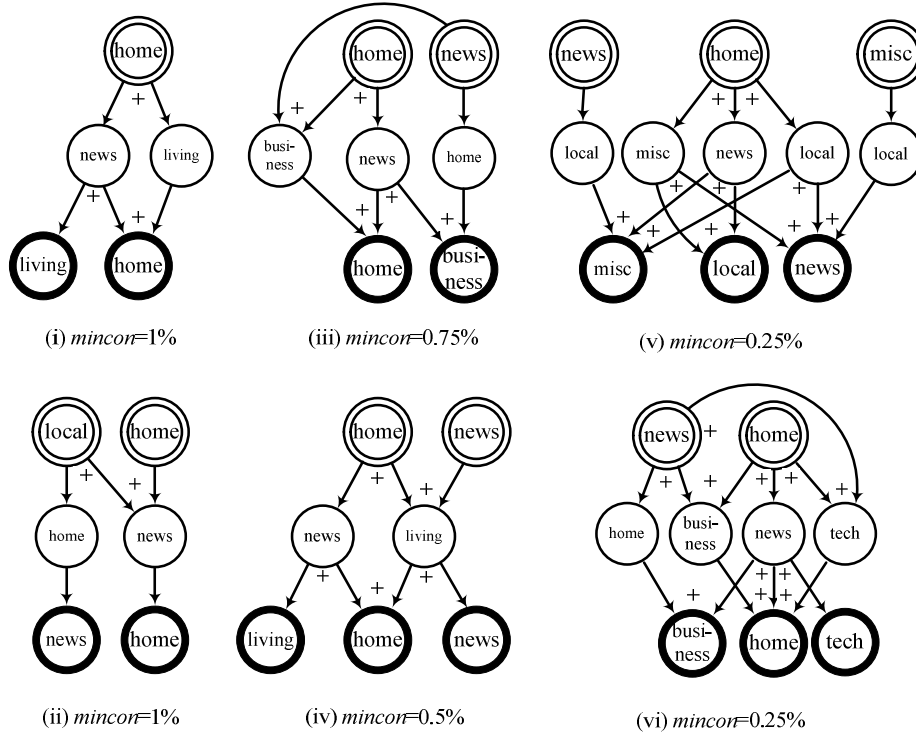 home
home
news
news
home
misc
+
+
+
+
+
news
living
busi-
ness
news
home
local
misc
news
local
local
+
+
+
+
+
+
+
+
+
+
+
+
+
living
home
home
busi-
ness
misc
local
news
(i) mincon=1%
(iii) mincon=0.75%
(v) mincon=0.25%
local
home
home
news
news
home
+
+
+
+
+
+
+
+
+
home
news
news
living
home
busi-
ness
news
tech
+
+
+
+
+
+
+
+
news
home
living
home
news
busi-
ness
home
tech
(ii) mincon=1%
(iv) mincon=0.5%
(vi) mincon=0.25%